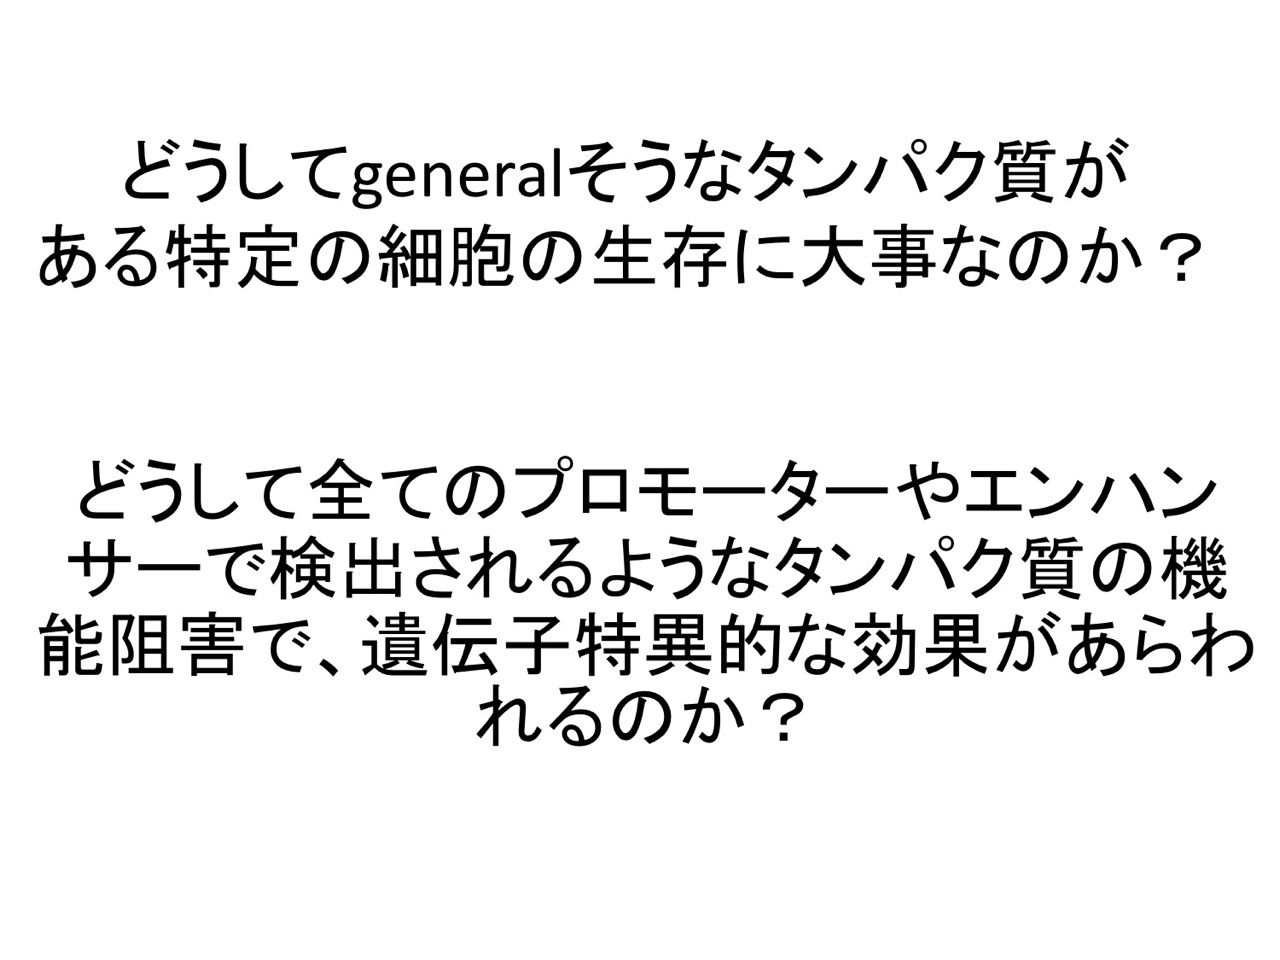 どうしてgeneralそうなタンパク質が
ある特定の細胞の生存に大事なのか？
どうして全てのプロモーターやエンハン
サーで検出されるようなタンパク質の機
能阻害で、遺伝子特異的な効果があらわ
れるのか？